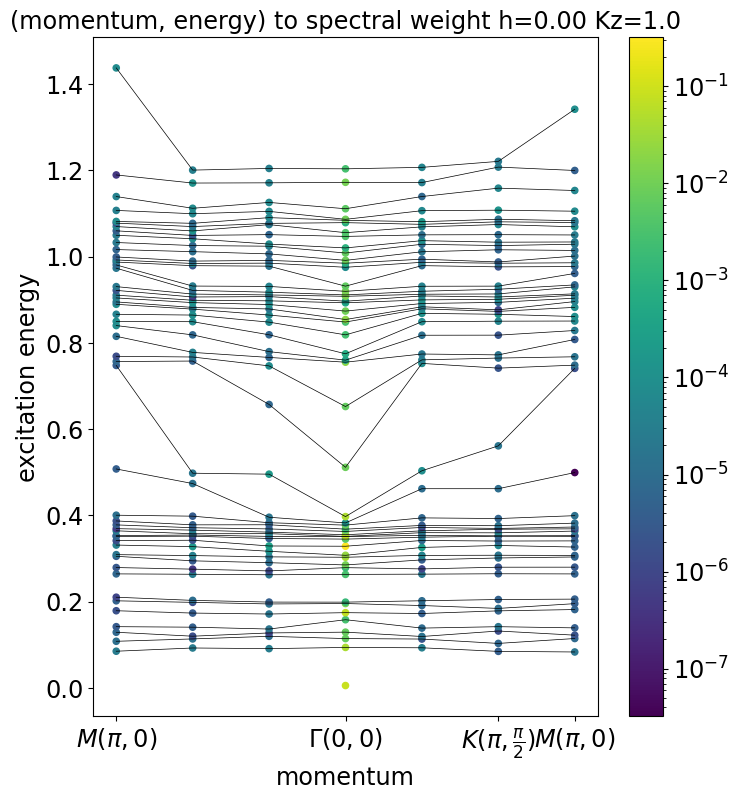 (momentum, energy) to spectral weight h=0.00 Kz=1.0
excitation energy
1.4
1.2
1.0
0.8
0.6
0.4
0.2
0.0
M(π, 0)
Γ(0, 0)
K(π, π/2)
M(π, 0)
momentum
10⁻¹
10⁻²
10⁻³
10⁻⁴
10⁻⁵
10⁻⁶
10⁻⁷